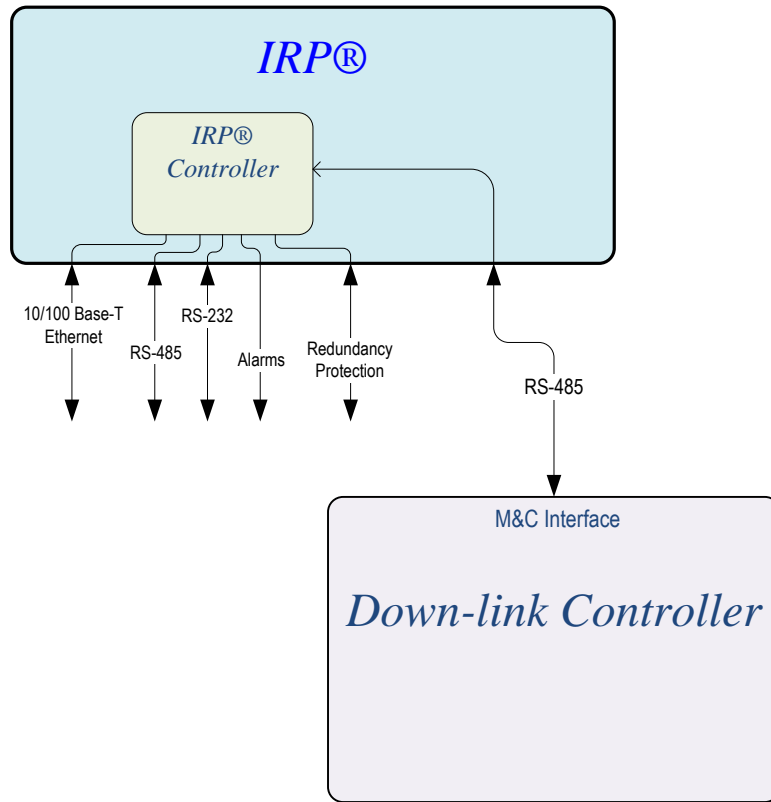 IRP®
IRP®
Controller
10/100 Base-T
Ethernet
RS-485
RS-232
Alarms
Redundancy
Protection
RS-485
M&C Interface
Down-link Controller